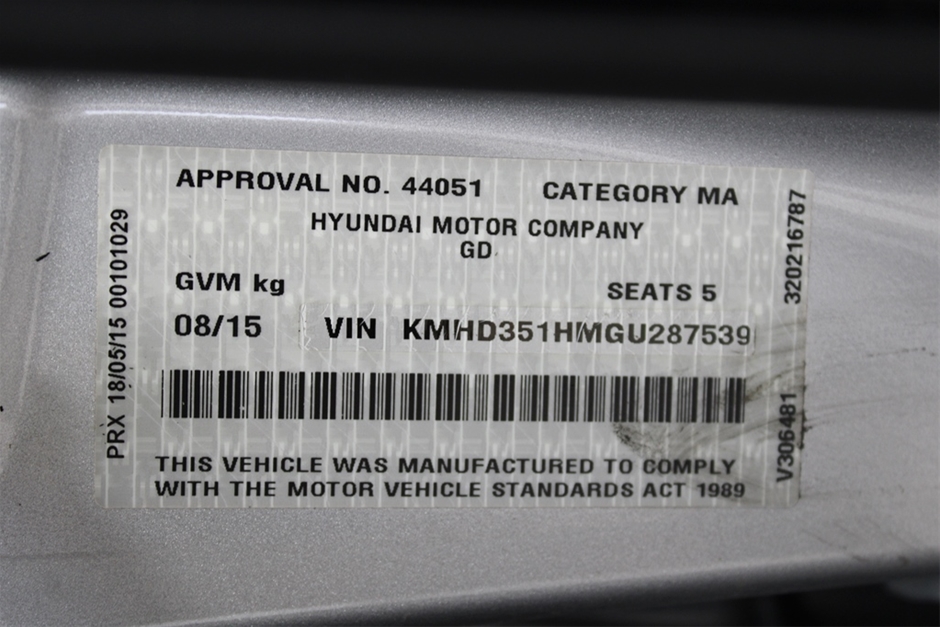 APPROVAL NO. 44051 CATEGORY MA
HYUNDAI MOTOR COMPANY
GD
GVM kg SEATS 5
08/15 VIN KMHD351HMGU287539
THIS VEHICLE WAS MANUFACTURED TO COMPLY
WITH THE MOTOR VEHICLE STANDARDS ACT 1989
PRX 18/05/15 00101029
V306481 320216787